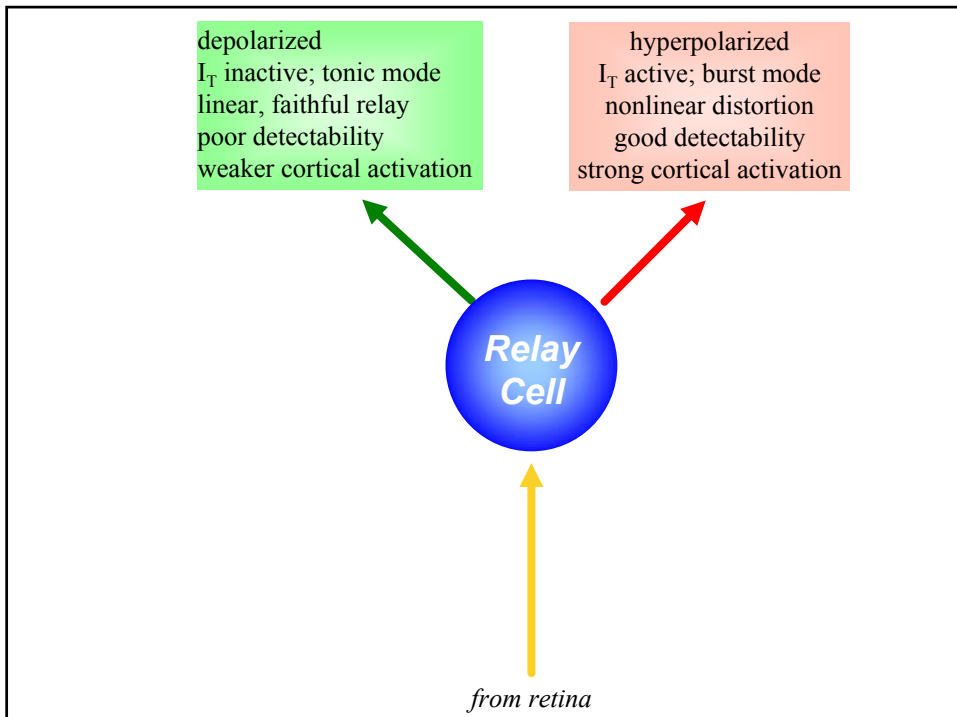 depolarized
I_T inactive; tonic mode
linear, faithful relay
poor detectability
weaker cortical activation
hyperpolarized
I_T active; burst mode
nonlinear distortion
good detectability
strong cortical activation
Relay
Cell
from retina